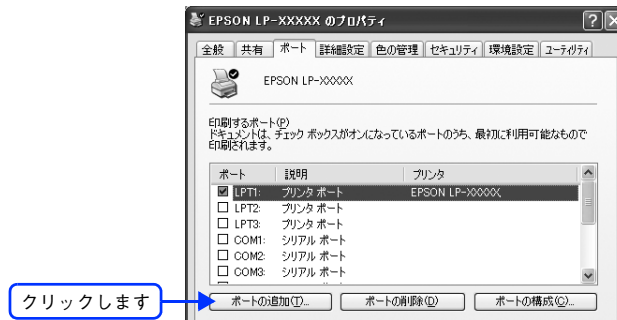 EPSON LP-XXXXX のプロパティ
全般 共有 ポート 詳細設定 色の管理 セキュリティ 環境設定 ユーティリティ
EPSON LP-XXXXX
印刷するポート(P)
ドキュメントは、チェック ボックスがオンになっているポートのうち、最初に利用可能なもので
印刷されます。
ポート 説明 プリンタ
LPT1: プリンタ ポート EPSON LP-XXXXX
LPT2: プリンタ ポート
LPT3: プリンタ ポート
COM1: シリアル ポート
COM2: シリアル ポート
COM3: シリアル ポート
クリックします
ポートの追加(T)... ポートの削除(D) ポートの構成(C)...